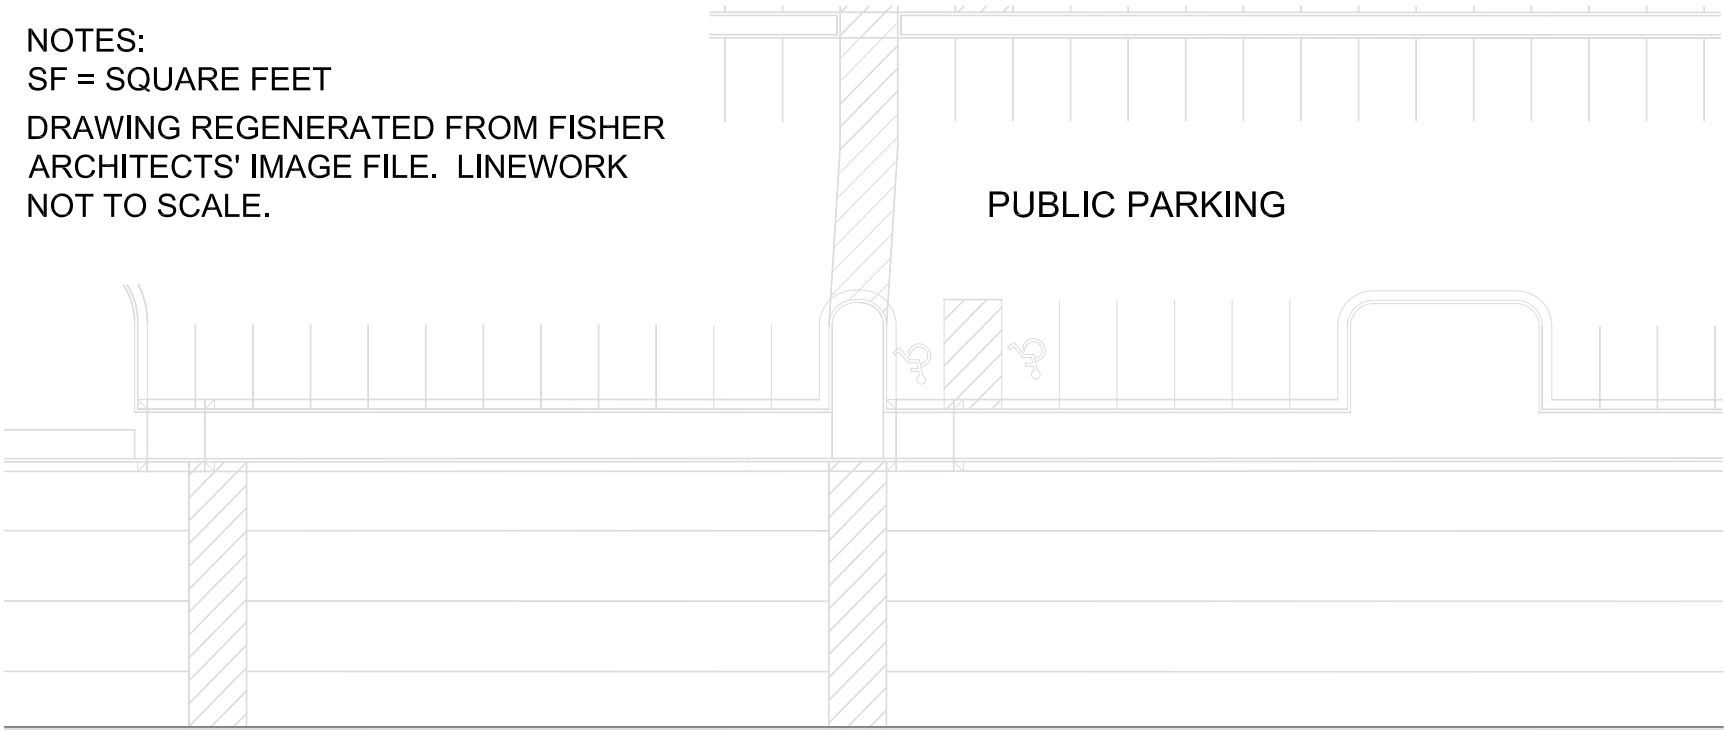 NOTES:
SF = SQUARE FEET
DRAWING REGENERATED FROM FISHER
ARCHITECTS' IMAGE FILE. LINEWORK
NOT TO SCALE.
PUBLIC PARKING